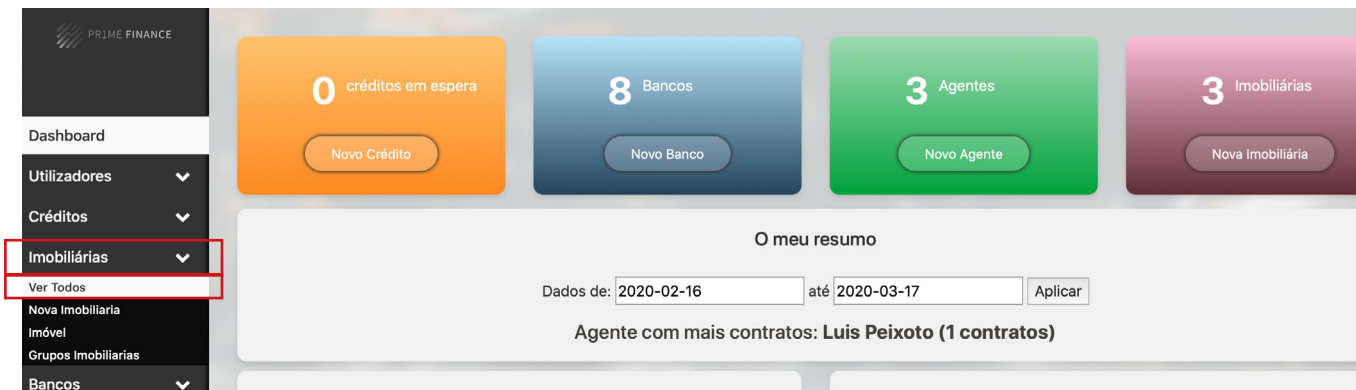 PR1ME FINANCE
Dashboard
Utilizadores
Créditos
Imobiliárias
Ver Todos
Nova Imobiliaria
Imóvel
Grupos Imobiliarias
Bancos
0 créditos em espera
Novo Crédito
8 Bancos
Novo Banco
3 Agentes
Novo Agente
3 Imobiliárias
Nova Imobiliária
O meu resumo
Dados de: 2020-02-16 até 2020-03-17 Aplicar
Agente com mais contratos: Luis Peixoto (1 contratos)